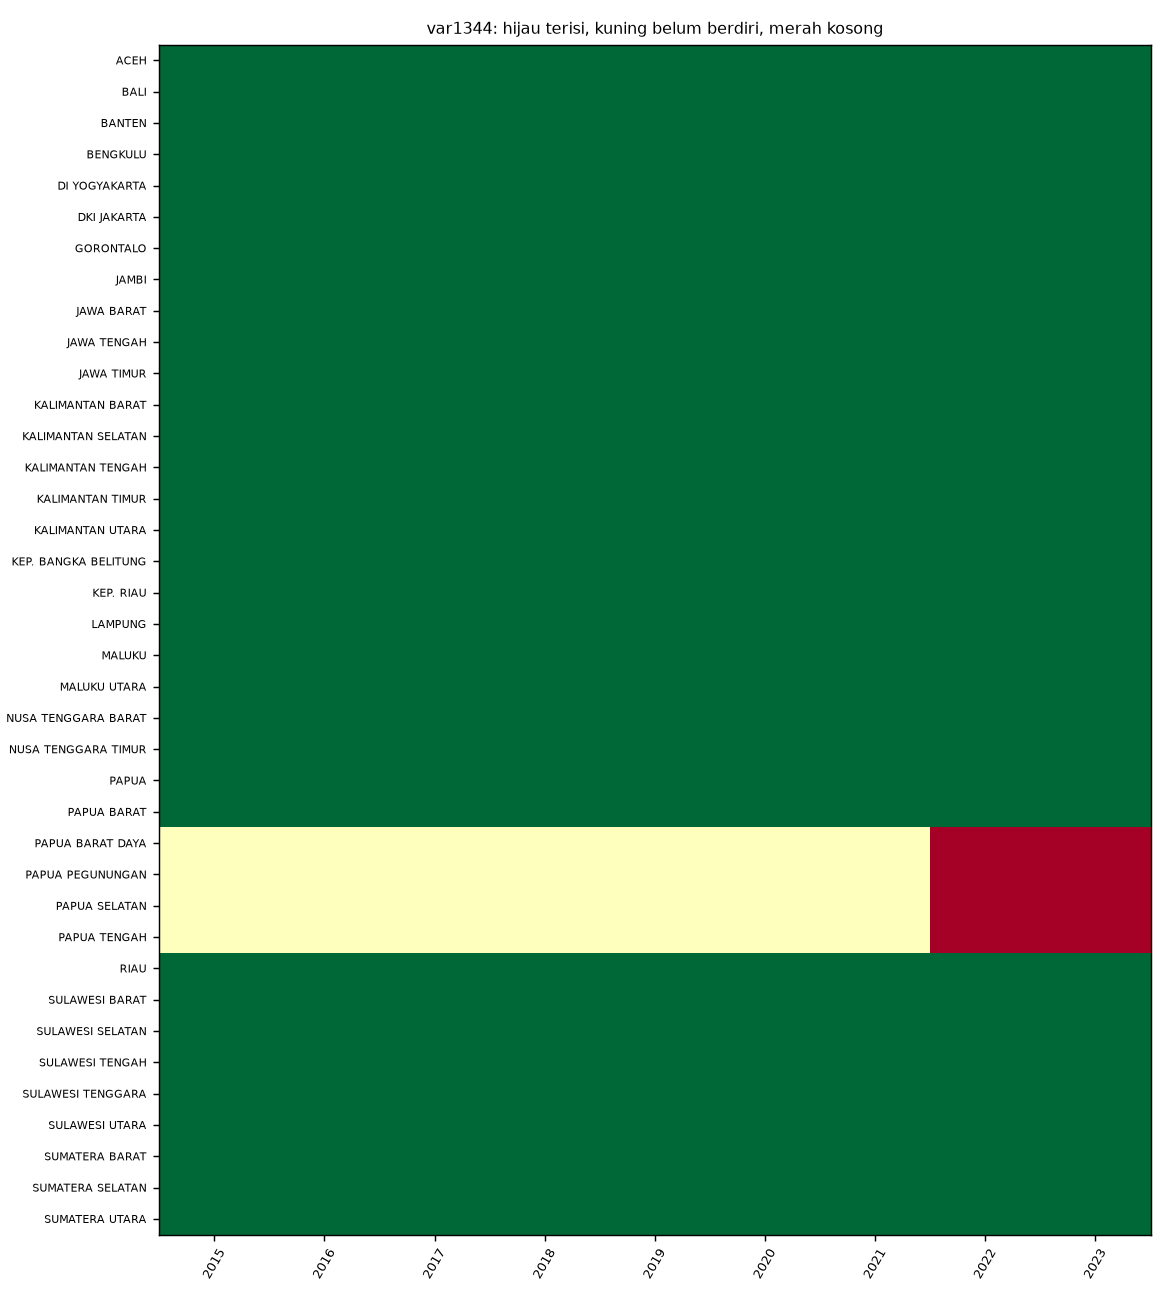 var1344: hijau terisi, kuning belum berdiri, merah kosong
ACEH
BALI
BANTEN
BENGKULU
DI YOGYAKARTA
DKI JAKARTA
GORONTALO
JAMBI
JAWA BARAT
JAWA TENGAH
JAWA TIMUR
KALIMANTAN BARAT
KALIMANTAN SELATAN
KALIMANTAN TENGAH
KALIMANTAN TIMUR
KALIMANTAN UTARA
KEP. BANGKA BELITUNG
KEP. RIAU
LAMPUNG
MALUKU
MALUKU UTARA
NUSA TENGGARA BARAT
NUSA TENGGARA TIMUR
PAPUA
PAPUA BARAT
PAPUA BARAT DAYA
PAPUA PEGUNUNGAN
PAPUA SELATAN
PAPUA TENGAH
RIAU
SULAWESI BARAT
SULAWESI SELATAN
SULAWESI TENGAH
SULAWESI TENGGARA
SULAWESI UTARA
SUMATERA BARAT
SUMATERA SELATAN
SUMATERA UTARA
2015 2016 2017 2018 2019 2020 2021 2022 2023